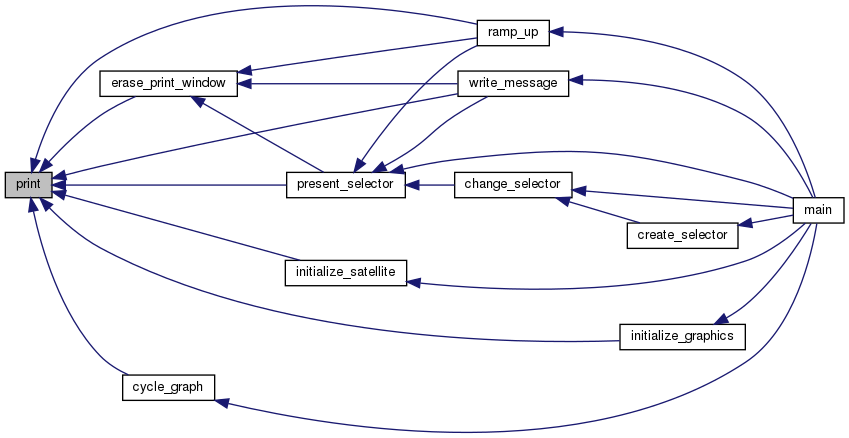 ramp_up
erase_print_window
write_message
print
present_selector
change_selector
main
create_selector
initialize_satellite
initialize_graphics
cycle_graph